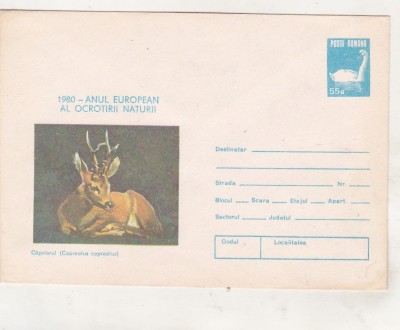 POSTA ROMANA
55B
1980 – ANUL EUROPEAN
AL OCROTIRII NATURII
Destinatar
Strada Nr.
Blocul Scara Etajul Apart.
Sectorul Județul
Codul Localitatea
Căpriorul (Capreolus capreolus)